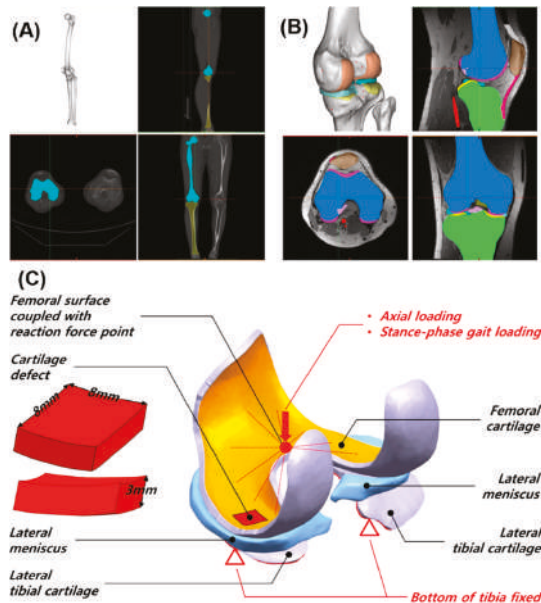 (A)
(B)
(C)
Femoral surface
coupled with
reaction force point
• Axial loading
• Stance-phase gait loading
Cartilage
defect
8mm
8mm
3mm
Femoral
cartilage
Lateral
meniscus
Lateral
meniscus
Lateral
tibial cartilage
Lateral
tibial cartilage
Bottom of tibia fixed